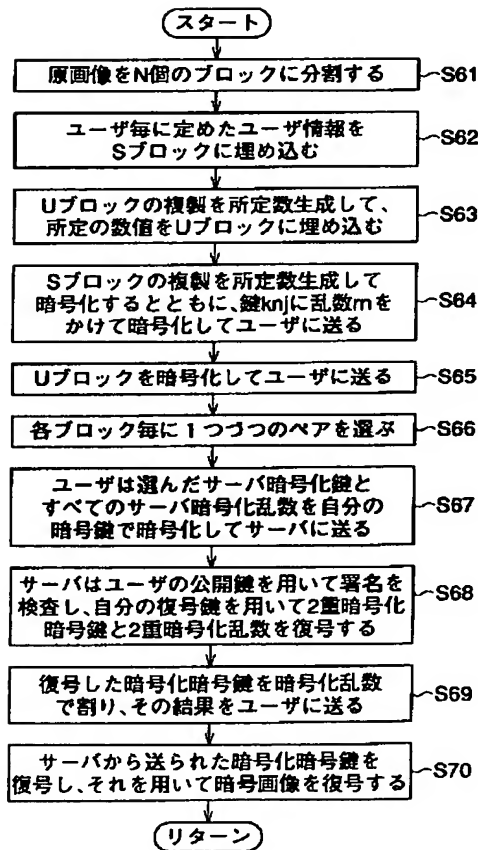 スタート
原画像をN個のブロックに分割する
S61
ユーザ毎に定めたユーザ情報を
Sブロックに埋め込む
S62
Uブロックの複製を所定数生成して、
所定の数値をUブロックに埋め込む
S63
Sブロックの複製を所定数生成して
暗号化するとともに、鍵knjに乱数rnを
かけて暗号化してユーザに送る
S64
Uブロックを暗号化してユーザに送る
S65
各ブロック毎に1つづつのペアを選ぶ
S66
ユーザは選んだサーバ暗号化鍵と
すべてのサーバ暗号化乱数を自分の
暗号鍵で暗号化してサーバに送る
S67
サーバはユーザの公開鍵を用いて署名を
検査し、自分の復号鍵を用いて2重暗号化
暗号鍵と2重暗号化乱数を復号する
S68
復号した暗号化暗号鍵を暗号化乱数
で割り、その結果をユーザに送る
S69
サーバから送られた暗号化暗号鍵を
復号し、それを用いて暗号画像を復号する
S70
リターン